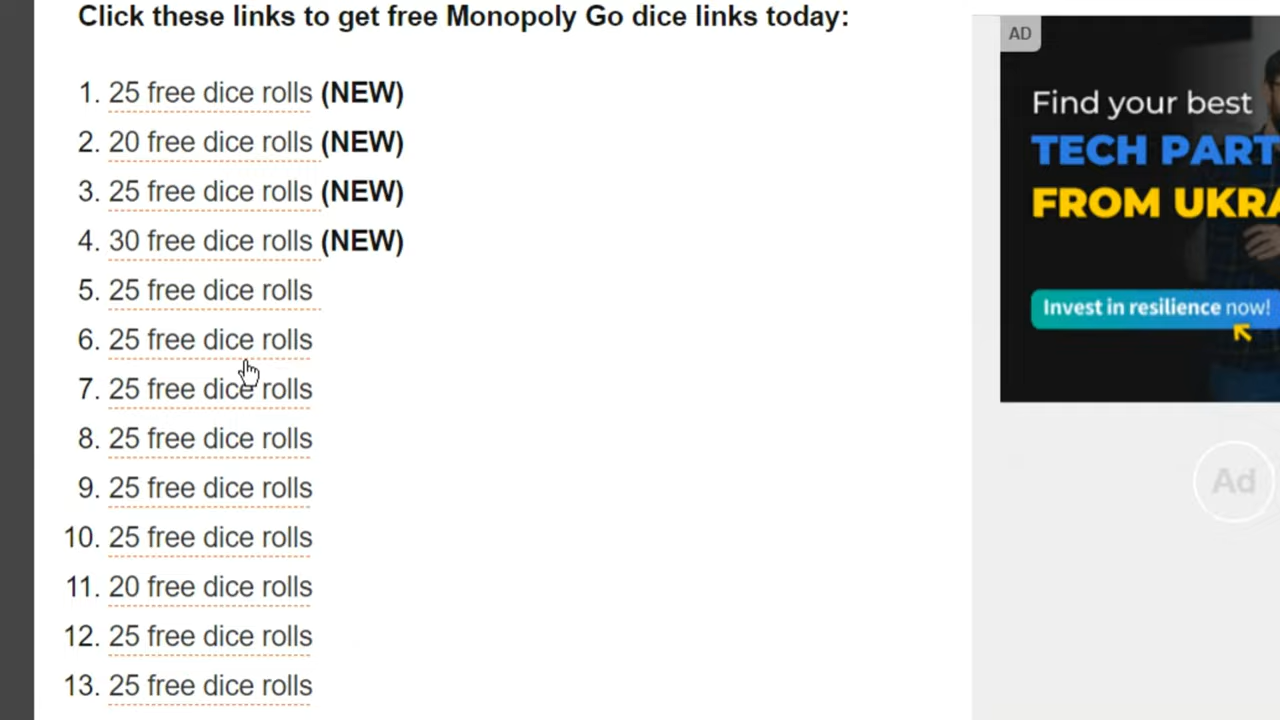 Click these links to get free Monopoly Go dice links today:
1. 25 free dice rolls (NEW)
2. 20 free dice rolls (NEW)
3. 25 free dice rolls (NEW)
4. 30 free dice rolls (NEW)
5. 25 free dice rolls
6. 25 free dice rolls
7. 25 free dice rolls
8. 25 free dice rolls
9. 25 free dice rolls
10. 25 free dice rolls
11. 20 free dice rolls
12. 25 free dice rolls
13. 25 free dice rolls
AD
Find your best
TECH PART
FROM UKRA
Invest in resilience now!
Ad